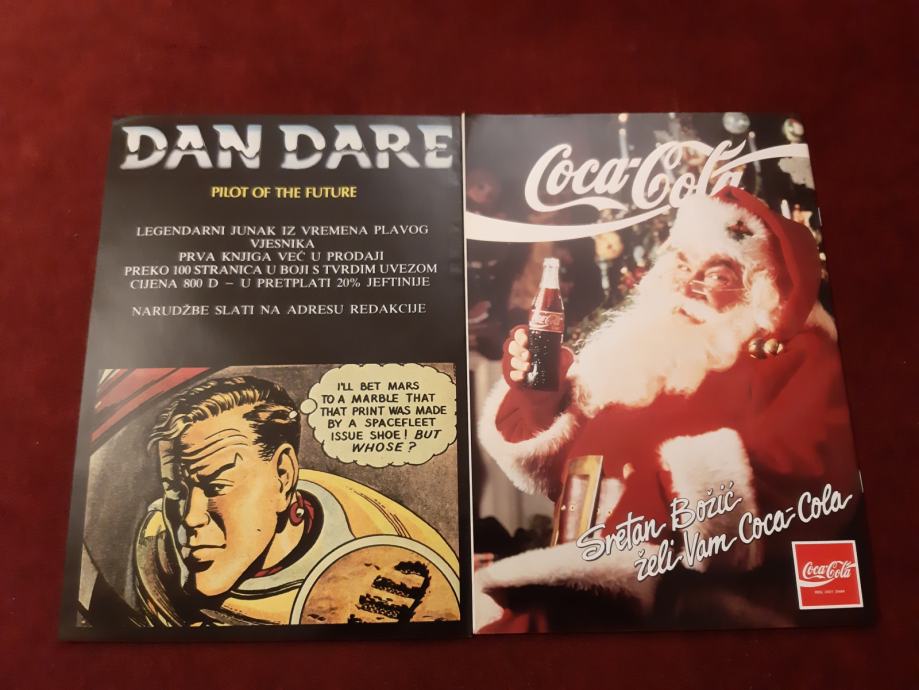 DAN DARE
PILOT OF THE FUTURE
LEGENDARNI JUNAK IZ VREMENA PLAVOG
VJESNIKA
PRVA KNJIGA VEĆ U PRODAJI
PREKO 100 STRANICA U BOJI S TVRDIM UVEZOM
CIJENA 800 D – U PRETPLATI 20% JEFTINIJE
NARUDŽBE SLATI NA ADRESU REDAKCIJE
I'LL BET MARS
TO A MARBLE THAT
THAT PRINT WAS MADE
BY A SPACEFLEET
ISSUE SHOE! BUT
WHOSE?
Coca-Cola
Coca-Cola
Sretan Božić
želi Vam Coca-Cola
Coca-Cola